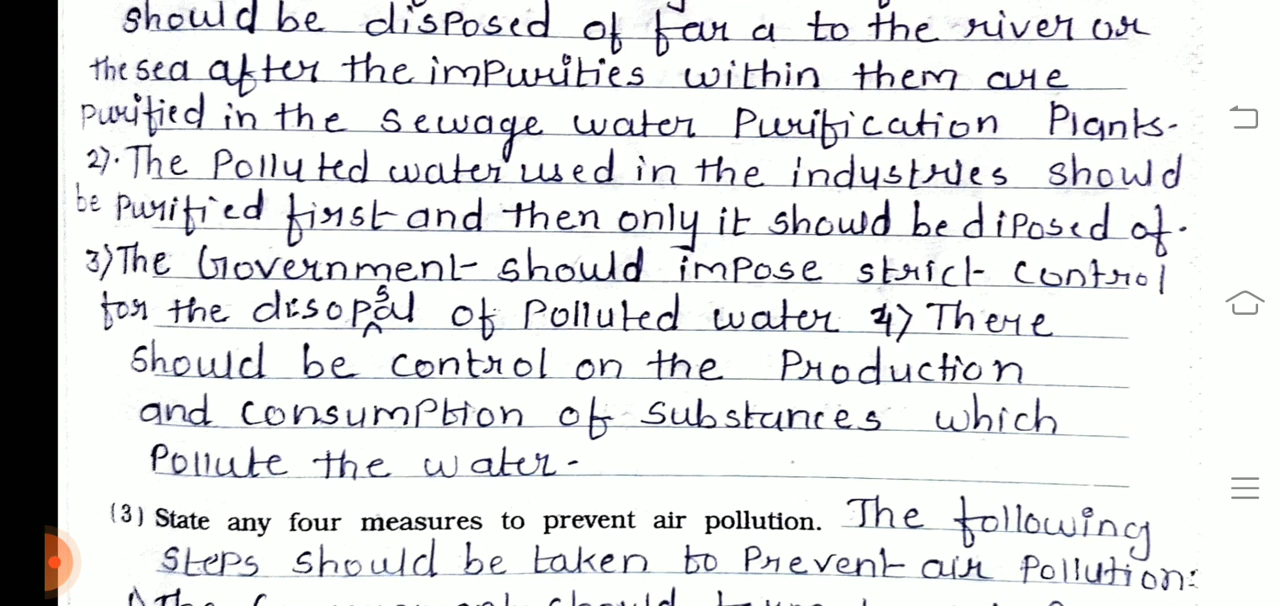 should be disposed of far a to the river or
the sea after the impurities within them are
purified in the sewage water purification Plants.
2). The Polluted water used in the industries should
be purified first and then only it should be diposed of.
3) The Government should impose strict control
for the disopsal of polluted water 4) There
should be control on the Production
and consumption of substances which
pollute the water.
(3) State any four measures to prevent air pollution. The following
steps should be taken to prevent air pollution: